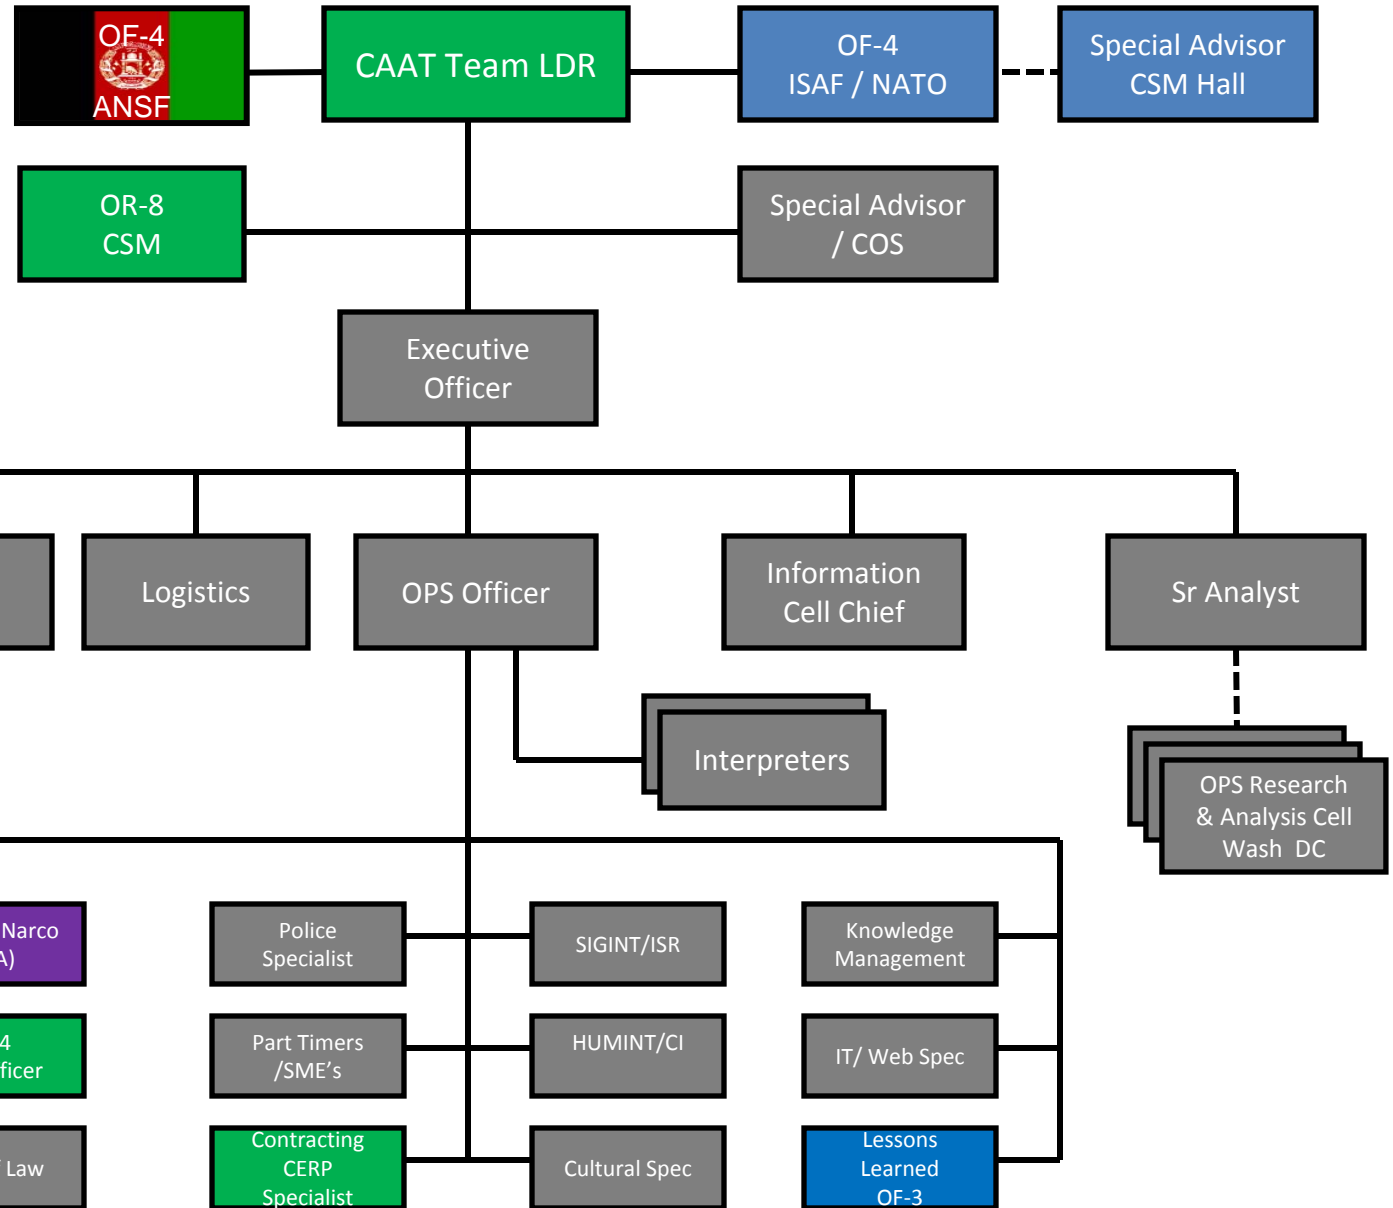 OF-4
ANSF
CAAT Team LDR
OF-4
ISAF / NATO
Special Advisor
CSM Hall
OR-8
CSM
Special Advisor
/ COS
Executive
Officer
Logistics
OPS Officer
Information
Cell Chief
Sr Analyst
Interpreters
OPS Research
& Analysis Cell
Wash DC
Narco
A)
Police
Specialist
SIGINT/ISR
Knowledge
Management
4
ficer
Part Timers
/SME's
HUMINT/CI
IT/ Web Spec
Law
Contracting
CERP
Specialist
Cultural Spec
Lessons
Learned
OF-3